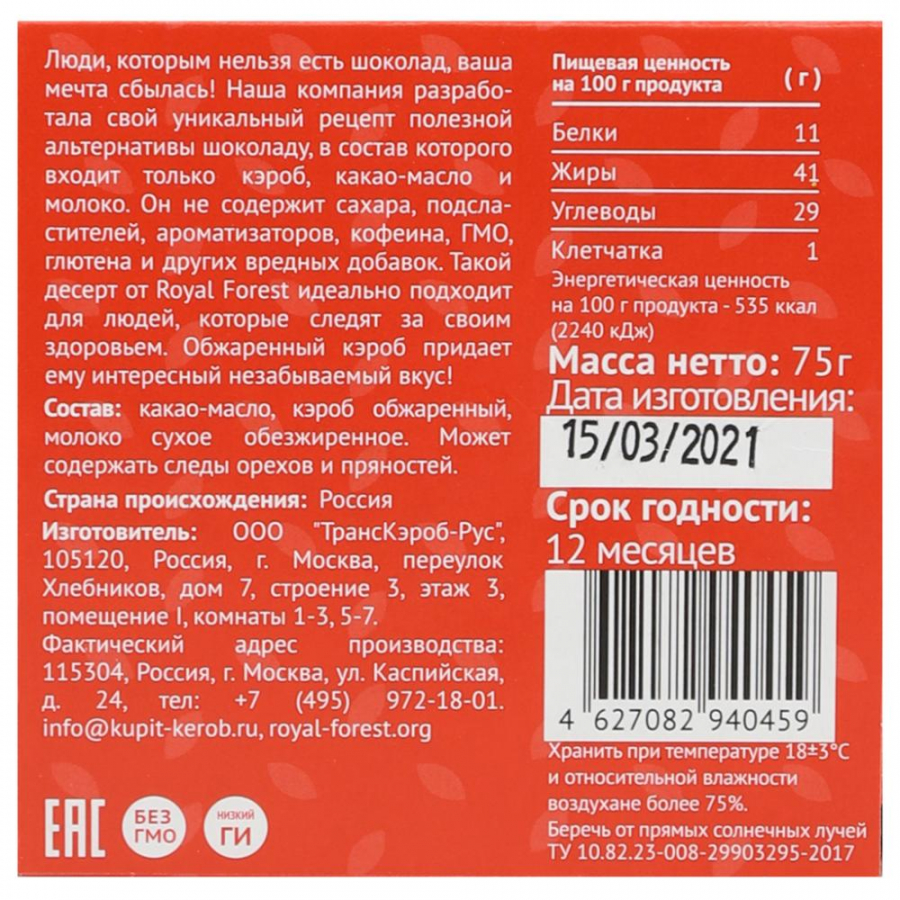 Люди, которым нельзя есть шоколад, ваша
мечта сбылась! Наша компания разрабо-
тала свой уникальный рецепт полезной
альтернативы шоколаду, в состав которого
входит только кэроб, какао-масло и
молоко. Он не содержит сахара, подсла-
стителей, ароматизаторов, кофеина, ГМО,
глютена и других вредных добавок. Такой
десерт от Royal Forest идеально подходит
для людей, которые следят за своим
здоровьем. Обжаренный кэроб придает
ему интересный незабываемый вкус!
Состав: какао-масло, кэроб обжаренный,
молоко сухое обезжиренное. Может
содержать следы орехов и пряностей.
Страна происхождения: Россия
Изготовитель: ООО "ТрансКэроб-Рус",
105120, Россия, г. Москва, переулок
Хлебников, дом 7, строение 3, этаж 3,
помещение I, комнаты 1-3, 5-7.
Фактический адрес производства:
115304, Россия, г. Москва, ул. Каспийская,
д. 24, тел: +7 (495) 972-18-01.
info@kupit-kerob.ru, royal-forest.org
EAC
БЕЗ
ГМО
НИЗКИЙ
ГИ
Пищевая ценность
на 100 г продукта (г)
Белки 11
Жиры 41
Углеводы 29
Клетчатка 1
Энергетическая ценность
на 100 г продукта - 535 ккал
(2240 кДж)
Масса нетто: 75г
Дата изготовления:
15/03/2021
Срок годности:
12 месяцев
4 627082 940459
Хранить при температуре 18±3°С
и относительной влажности
воздухане более 75%.
Беречь от прямых солнечных лучей
ТУ 10.82.23-008-29903295-2017